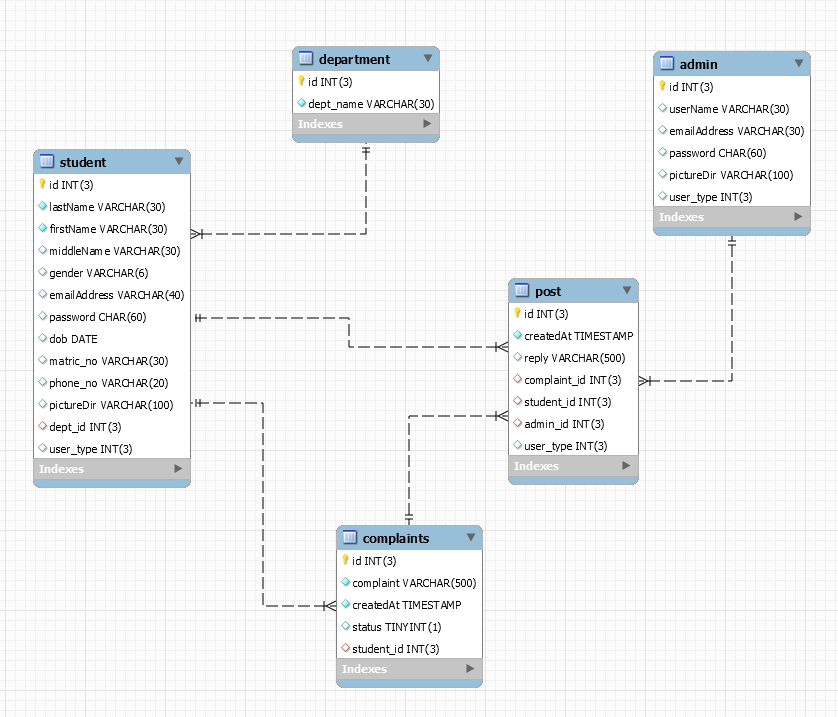 department
id INT(3)
dept_name VARCHAR(30)
Indexes
admin
id INT(3)
userName VARCHAR(30)
emailAddress VARCHAR(30)
password CHAR(60)
pictureDir VARCHAR(100)
user_type INT(3)
Indexes
student
id INT(3)
lastName VARCHAR(30)
firstName VARCHAR(30)
middleName VARCHAR(30)
gender VARCHAR(6)
emailAddress VARCHAR(40)
password CHAR(60)
dob DATE
matric_no VARCHAR(30)
phone_no VARCHAR(20)
pictureDir VARCHAR(100)
dept_id INT(3)
user_type INT(3)
Indexes
post
id INT(3)
createdAt TIMESTAMP
reply VARCHAR(500)
complaint_id INT(3)
student_id INT(3)
admin_id INT(3)
user_type INT(3)
Indexes
complaints
id INT(3)
complaint VARCHAR(500)
createdAt TIMESTAMP
status TINYINT(1)
student_id INT(3)
Indexes